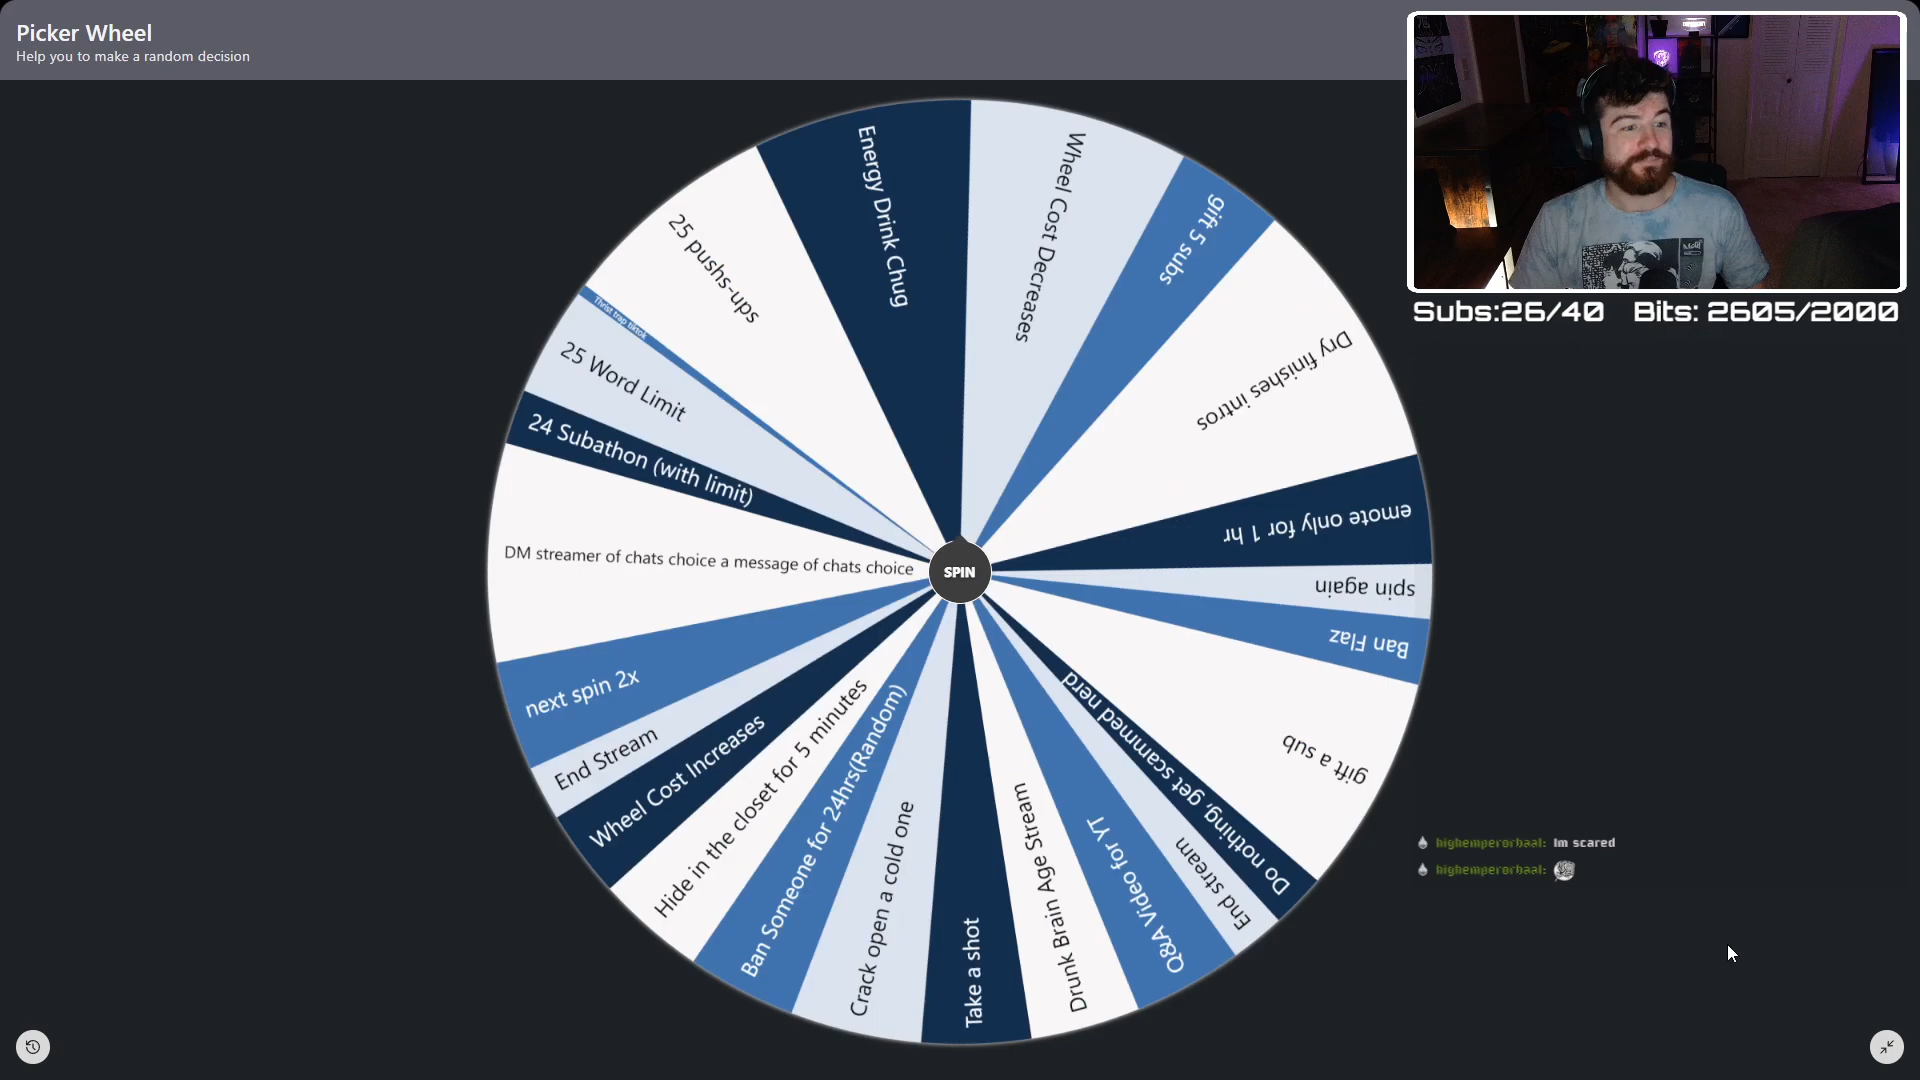 Picker Wheel
Help you to make a random decision
Energy Drink Chug
Wheel Cost Decreases
gift 5 subs
Dry finishes intros
emote only for 1 hr
spin again
Ban Flaz
gift a sub
Do nothing, get scammed nerd
End stream
Q&A Video for YT
Drunk Brain Age Stream
Take a shot
Crack open a cold one
Ban Someone for 24hrs(Random)
Hide in the closet for 5 minutes
Wheel Cost Increases
End Stream
next spin 2x
DM streamer of chats choice a message of chats choice
24 Subathon (with limit)
25 Word Limit
Thrist trap tiktok
25 pushs-ups
SPIN
Subs:26/40 Bits: 2605/2000
highemperorbaal: Im scared
highemperorbaal: